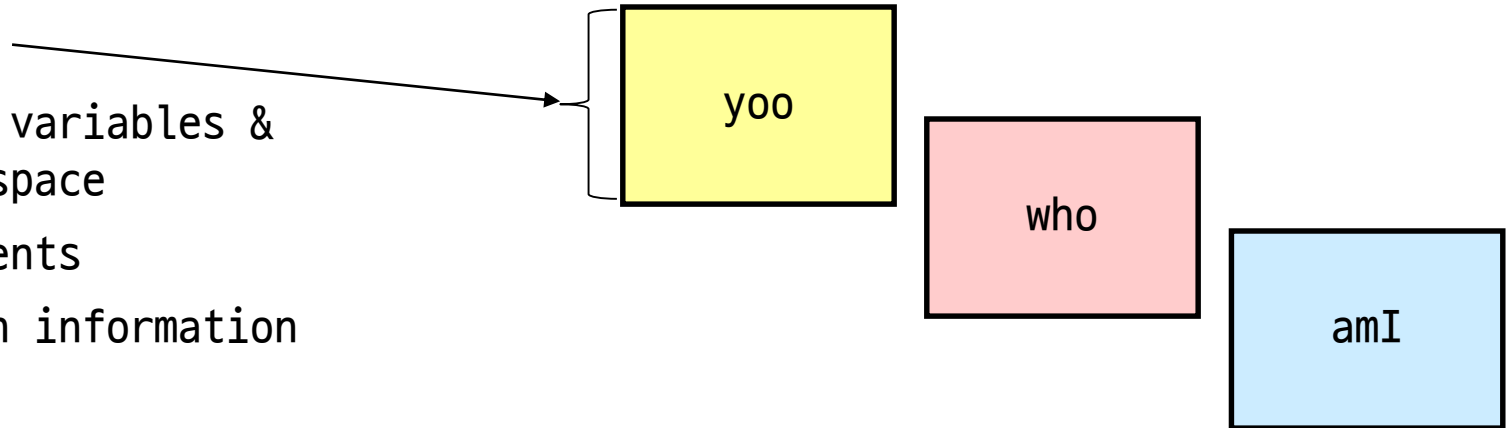 variables &
space
ents
n information
yoo
who
amI